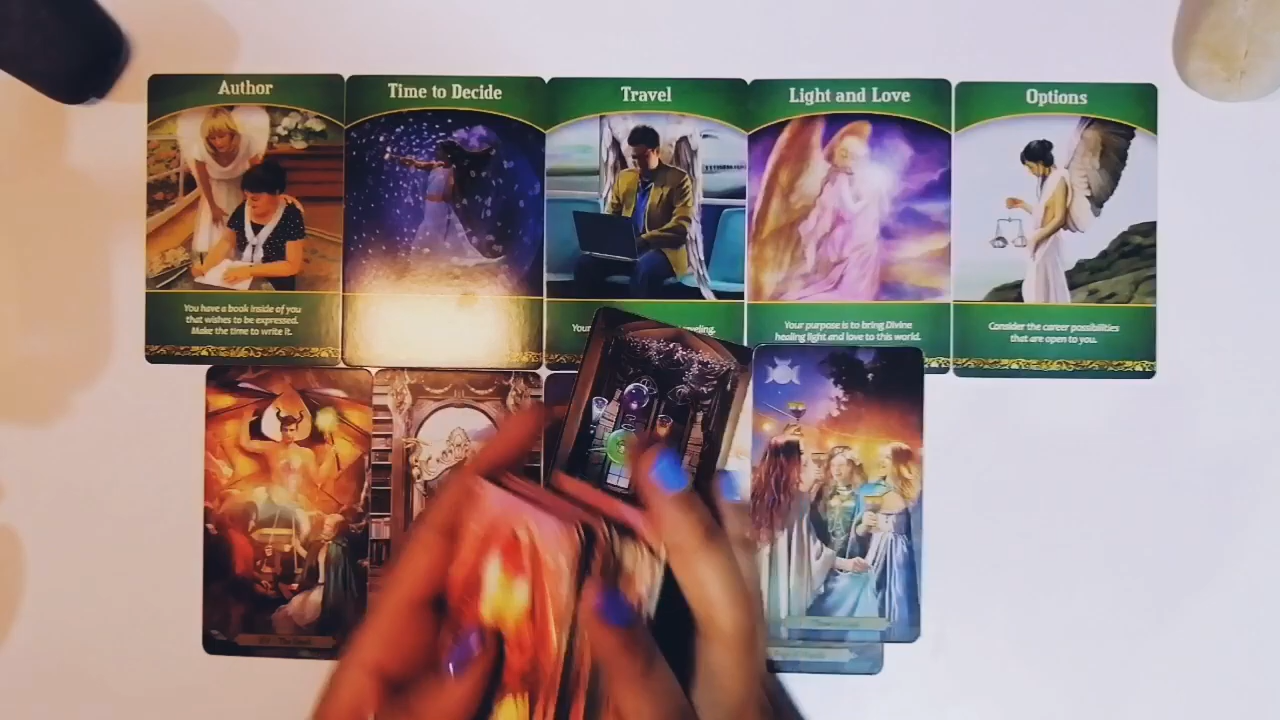 Author
Time to Decide
Travel
Light and Love
Options
You have a book inside of you
that wishes to be expressed.
Make the time to write it.
Your
Your purpose is to bring Divine
healing light and love to this world.
Consider the career possibilities
that are open to you.